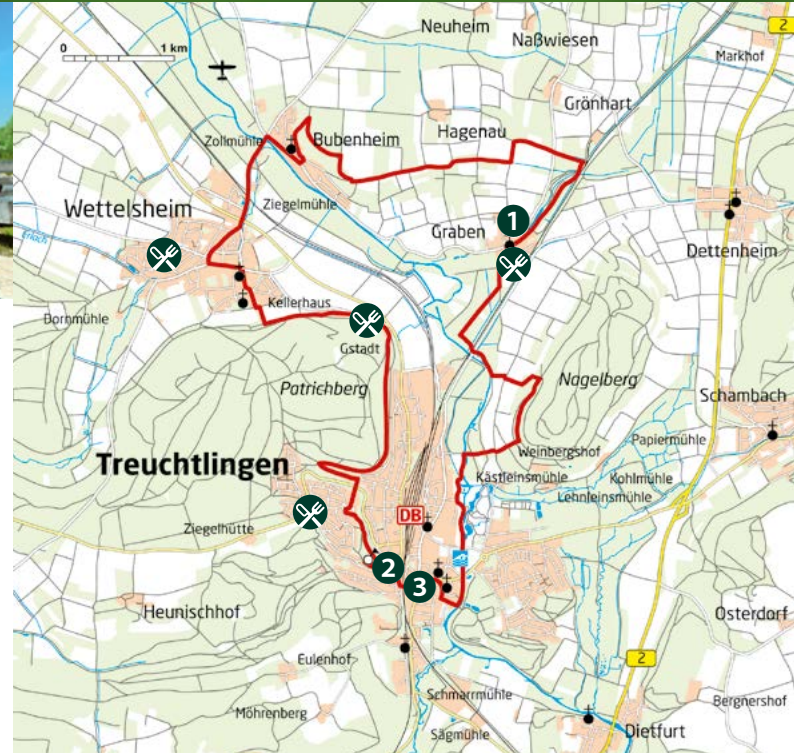 0 1 km
Neuheim
Naßwiesen
2
Markhof
Grönhart
Zollmühle
Bubenheim
Hagenau
Wettelsheim
Ziegelmühle
Graben
1
Dettenheim
Kellerhaus
Dornmühle
Gstadt
Patrichberg
Nagelberg
Schambach
Treuchtlingen
Weinbergshof
Papiermühle
Kästleinsmühle
Kohlmühle
Lehnleinsmühle
DB
Ziegelhütte
2
3
Heunischhof
Osterdorf
Eulenhof
2
Schmarrmühle
Bergnershof
Möhrenberg
Sägmühle
Dietfurt